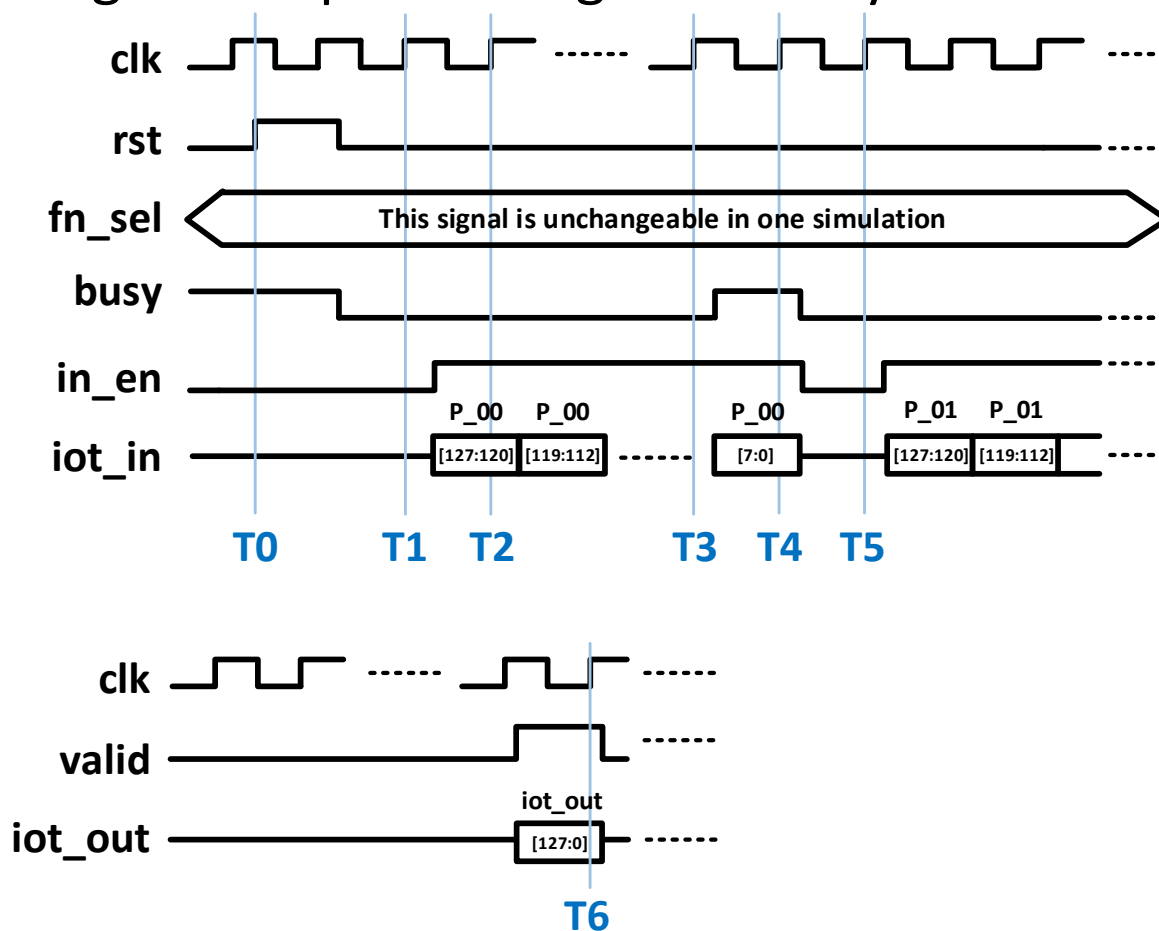 clk
rst
fn_sel
This signal is unchangeable in one simulation
busy
in_en
P_00 P_00 P_00 P_01 P_01
iot_in
[127:120] [119:112] [7:0] [127:120] [119:112]
T0 T1 T2 T3 T4 T5
clk
valid
iot_out
iot_out
[127:0]
T6